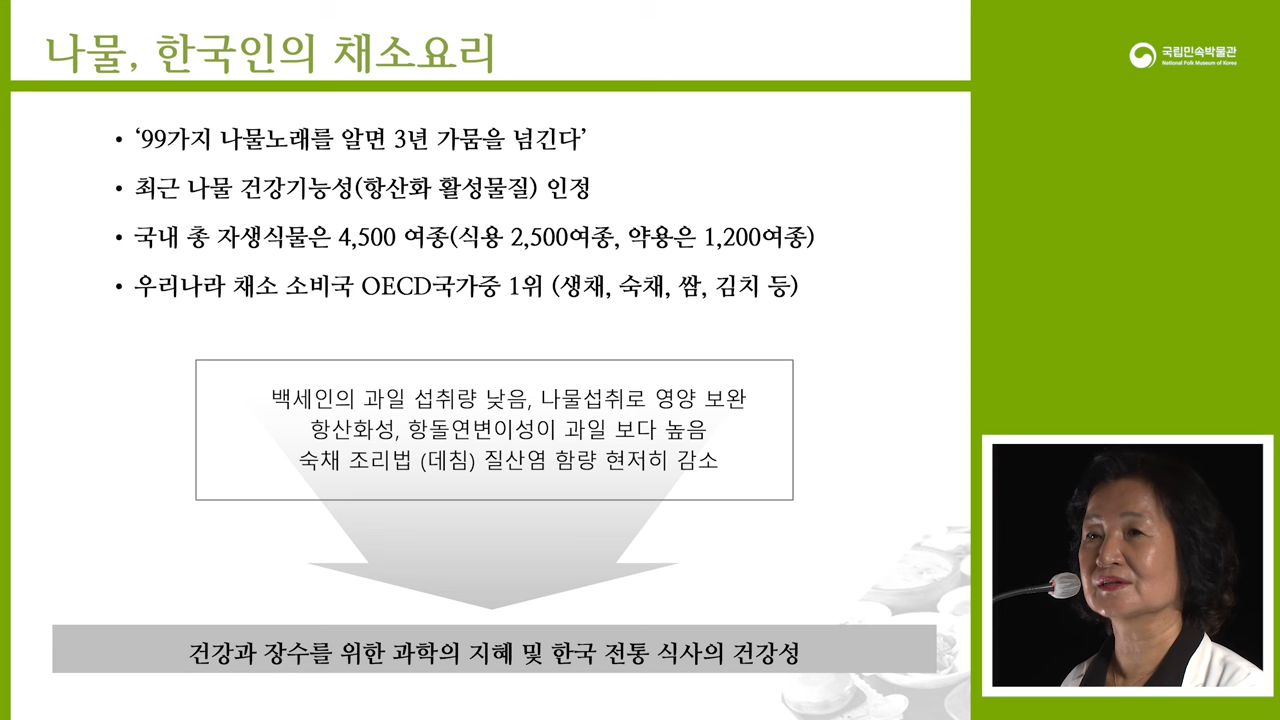 나물, 한국인의 채소요리
국립민속박물관
National Folk Museum of Korea
• ‘99가지 나물노래를 알면 3년 가뭄을 넘긴다’
• 최근 나물 건강기능성(항산화 활성물질) 인정
• 국내 총 자생식물은 4,500 여종(식용 2,500여종, 약용은 1,200여종)
• 우리나라 채소 소비국 OECD국가중 1위 (생채, 숙채, 쌈, 김치 등)
백세인의 과일 섭취량 낮음, 나물섭취로 영양 보완
항산화성, 항돌연변이성이 과일 보다 높음
숙채 조리법 (데침) 질산염 함량 현저히 감소
건강과 장수를 위한 과학의 지혜 및 한국 전통 식사의 건강성